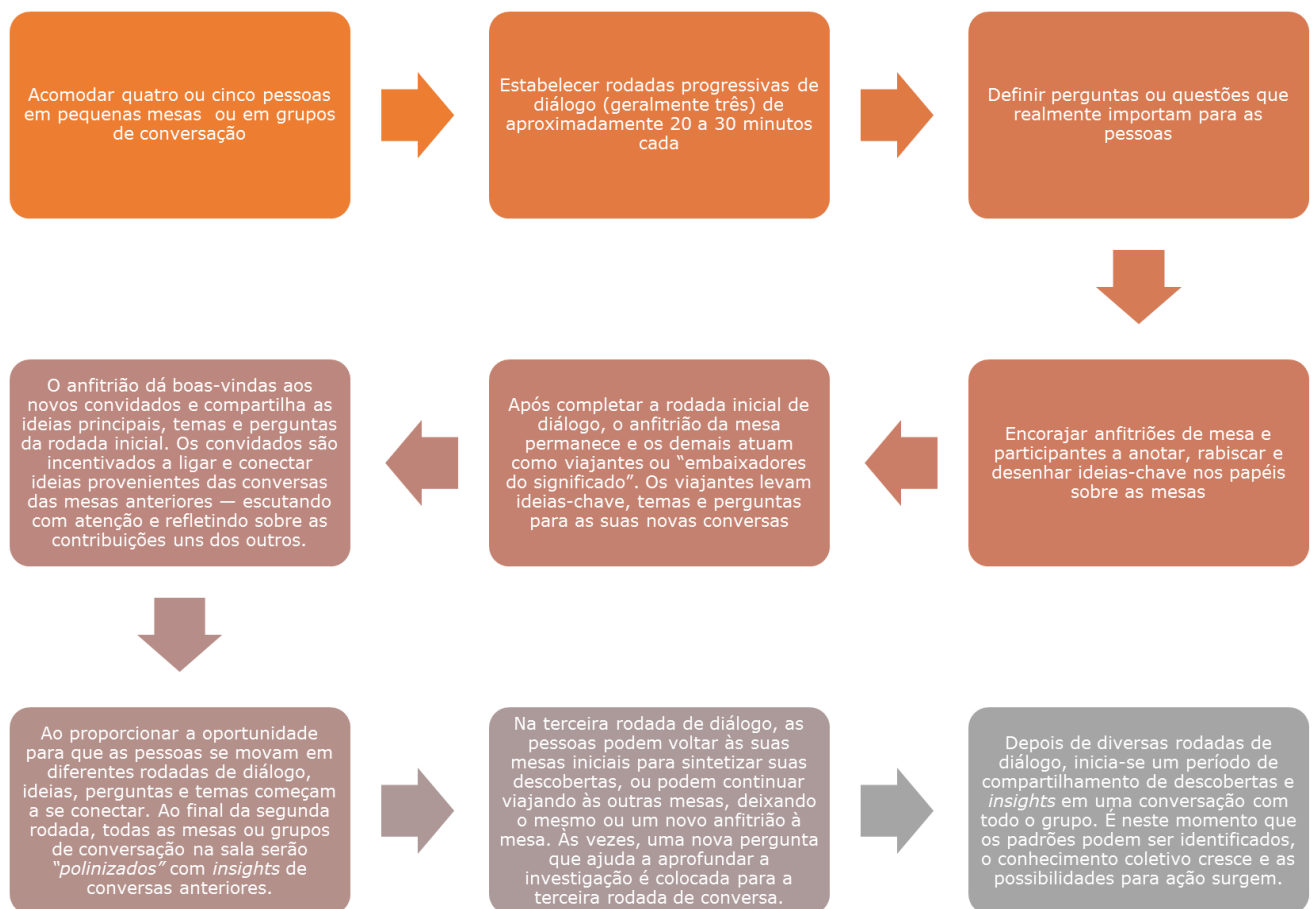 Acomodar quatro ou cinco pessoas
em pequenas mesas  ou em grupos
de conversação
Estabelecer rodadas progressivas de
diálogo (geralmente três) de
aproximadamente 20 a 30 minutos
cada
Definir perguntas ou questões que
realmente importam para as
pessoas
Encorajar anfitriões de mesa e
participantes a anotar, rabiscar e
desenhar ideias-chave nos papéis
sobre as mesas
Após completar a rodada inicial de
diálogo, o anfitrião da mesa
permanece e os demais atuam
como viajantes ou “embaixadores
do significado”. Os viajantes levam
ideias-chave, temas e perguntas
para as suas novas conversas
O anfitrião dá boas-vindas aos
novos convidados e compartilha as
ideias principais, temas e perguntas
da rodada inicial. Os convidados são
incentivados a ligar e conectar
ideias provenientes das conversas
das mesas anteriores — escutando
com atenção e refletindo sobre as
contribuições uns dos outros.
Ao proporcionar a oportunidade
para que as pessoas se movam em
diferentes rodadas de diálogo,
ideias, perguntas e temas começam
a se conectar. Ao final da segunda
rodada, todas as mesas ou grupos
de conversação na sala serão
“polinizados” com insights de
conversas anteriores.
Na terceira rodada de diálogo, as
pessoas podem voltar às suas
mesas iniciais para sintetizar suas
descobertas, ou podem continuar
viajando às outras mesas, deixando
o mesmo ou um novo anfitrião à
mesa. Às vezes, uma nova pergunta
que ajuda a aprofundar a
investigação é colocada para a
terceira rodada de conversa.
Depois de diversas rodadas de
diálogo, inicia-se um período de
compartilhamento de descobertas e
insights em uma conversação com
todo o grupo. É neste momento que
os padrões podem ser identificados,
o conhecimento coletivo cresce e as
possibilidades para ação surgem.